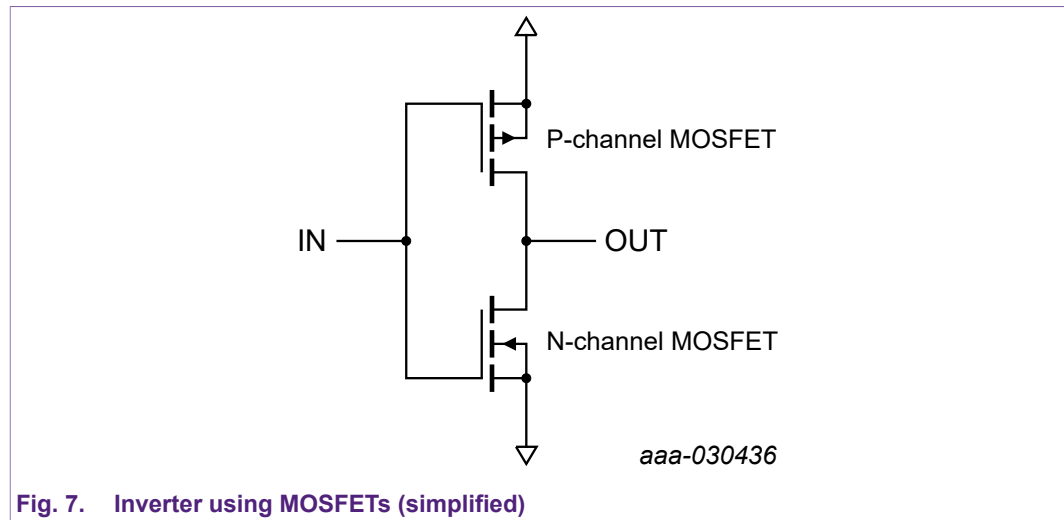 P-channel MOSFET
IN
OUT
N-channel MOSFET
aaa-030436
Fig. 7. Inverter using MOSFETs (simplified)